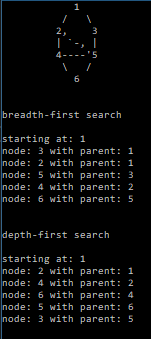 1
/ \
2, 3
| `-, |
4----'5
\ /
6
breadth-first search
starting at: 1
node: 3 with parent: 1
node: 2 with parent: 1
node: 5 with parent: 3
node: 4 with parent: 2
node: 6 with parent: 5
depth-first search
starting at: 1
node: 2 with parent: 1
node: 4 with parent: 2
node: 6 with parent: 4
node: 5 with parent: 6
node: 3 with parent: 5